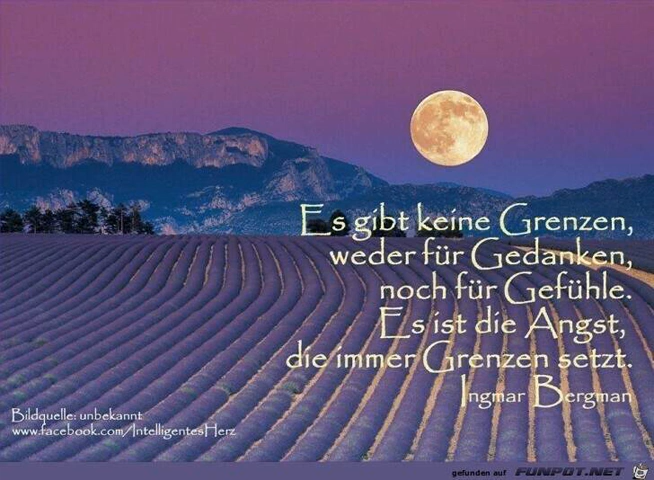 Es gibt keine Grenzen,
weder für Gedanken,
noch für Gefühle.
Es ist die Angst,
die immer Grenzen setzt.
Ingmar Bergman
Bildquelle: unbekannt
www.facebook.com/IntelligentesHerz
gefunden auf FUNPOT.NET